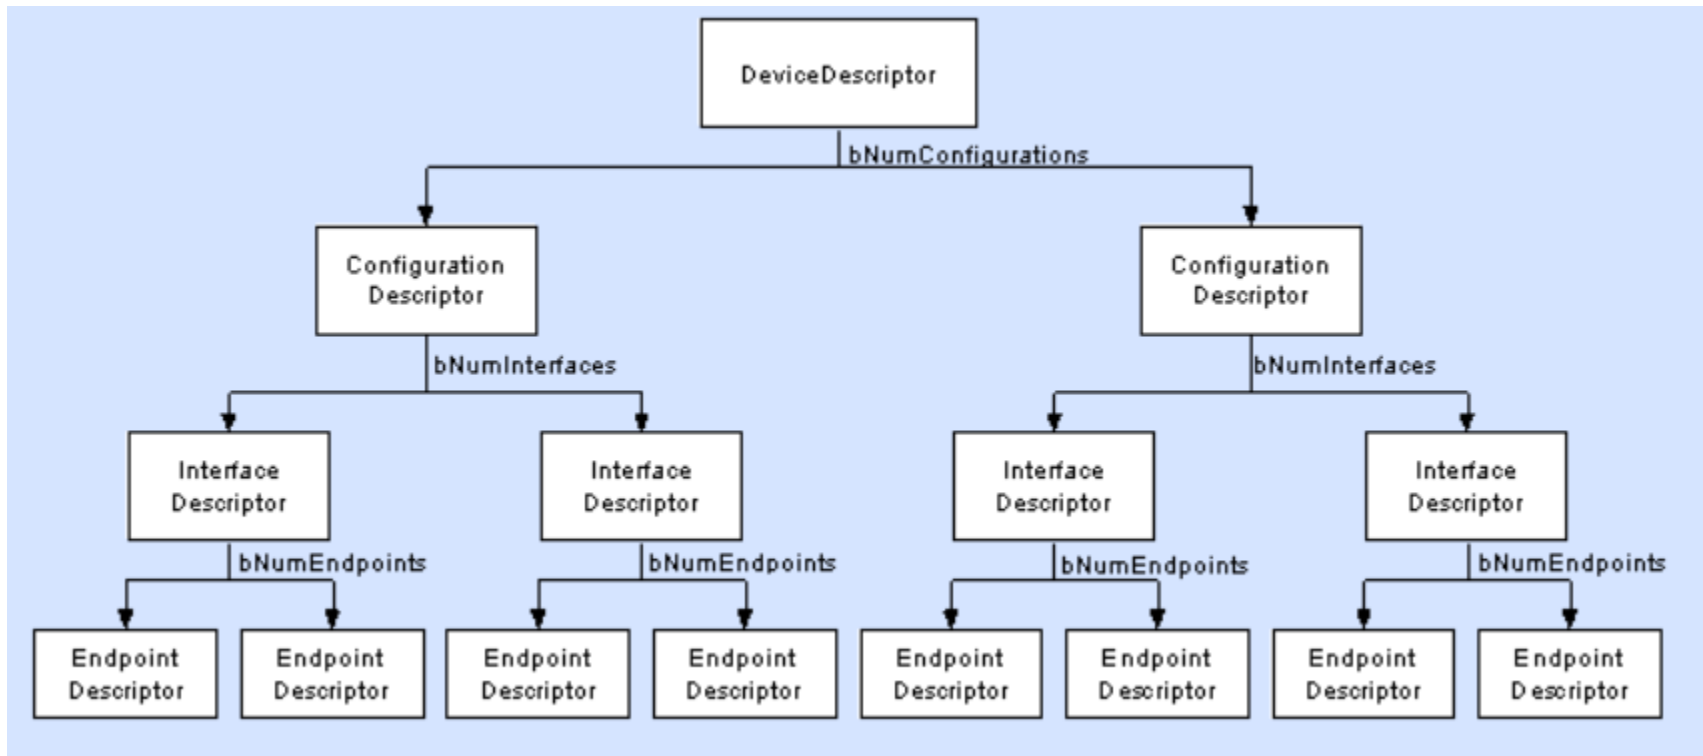 DeviceDescriptor
bNumConfigurations
Configuration
Descriptor
Configuration
Descriptor
bNumInterfaces
bNumInterfaces
Interface
Descriptor
Interface
Descriptor
Interface
Descriptor
Interface
Descriptor
bNumEndpoints
bNumEndpoints
bNumEndpoints
bNumEndpoints
Endpoint
Descriptor
Endpoint
Descriptor
Endpoint
Descriptor
Endpoint
Descriptor
Endpoint
Descriptor
Endpoint
Descriptor
Endpoint
Descriptor
Endpoint
Descriptor